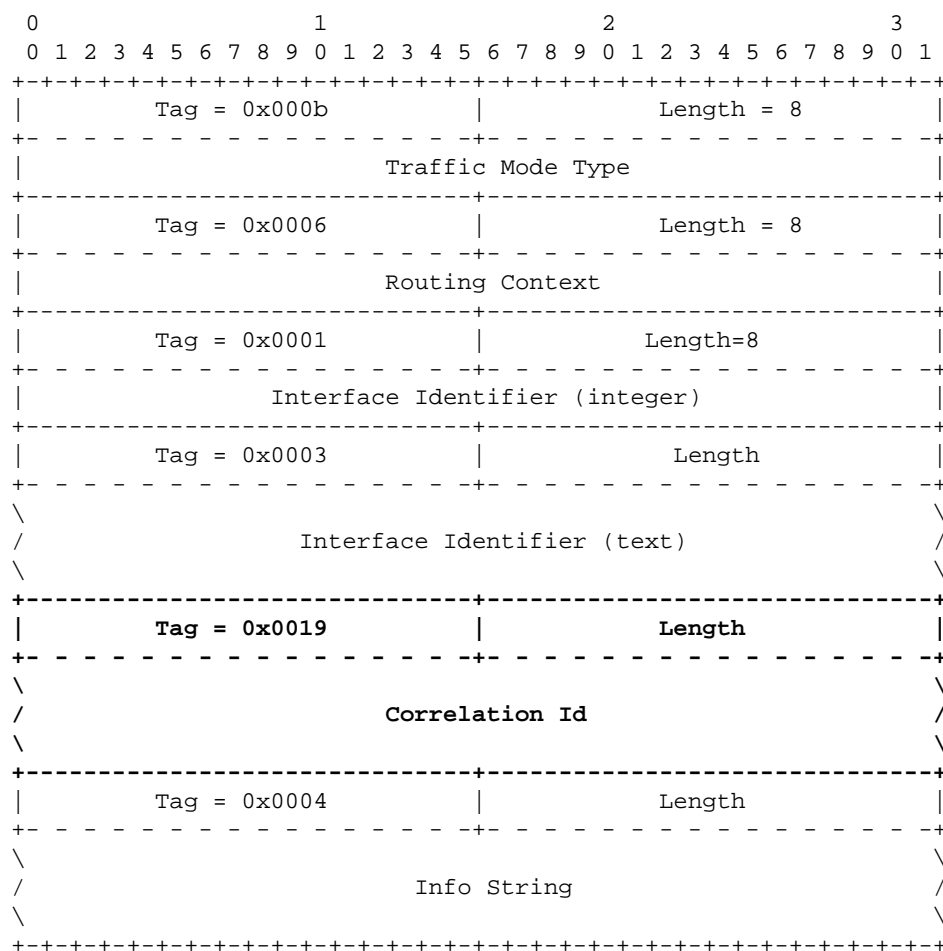 0                   1                   2                   3
 0 1 2 3 4 5 6 7 8 9 0 1 2 3 4 5 6 7 8 9 0 1 2 3 4 5 6 7 8 9 0 1
+-+-+-+-+-+-+-+-+-+-+-+-+-+-+-+-+-+-+-+-+-+-+-+-+-+-+-+-+-+-+-+-+
|         Tag = 0x000b          |            Length = 8         |
+- - - - - - - - - - - - - - - -+- - - - - - - - - - - - - - - -+
|                         Traffic Mode Type                     |
+-------------------------------+-------------------------------+
|         Tag = 0x0006          |            Length = 8         |
+- - - - - - - - - - - - - - - -+- - - - - - - - - - - - - - - -+
|                         Routing Context                       |
+-------------------------------+-------------------------------+
|         Tag = 0x0001          |           Length=8            |
+- - - - - - - - - - - - - - - -+- - - - - - - - - - - - - - - -+
|                 Interface Identifier (integer)                |
+-------------------------------+-------------------------------+
|         Tag = 0x0003          |             Length            |
+- - - - - - - - - - - - - - - -+- - - - - - - - - - - - - - - -+
\                                                               \
/                   Interface Identifier (text)                 /
\                                                               \
+-------------------------------+-------------------------------+
|         Tag = 0x0019          |            Length             |
+- - - - - - - - - - - - - - - -+- - - - - - - - - - - - - - - -+
\                                                               \
/                         Correlation Id                        /
\                                                               \
+-------------------------------+-------------------------------+
|         Tag = 0x0004          |            Length             |
+- - - - - - - - - - - - - - - -+- - - - - - - - - - - - - - - -+
\                                                               \
/                           Info String                         /
\                                                               \
+-+-+-+-+-+-+-+-+-+-+-+-+-+-+-+-+-+-+-+-+-+-+-+-+-+-+-+-+-+-+-+-+